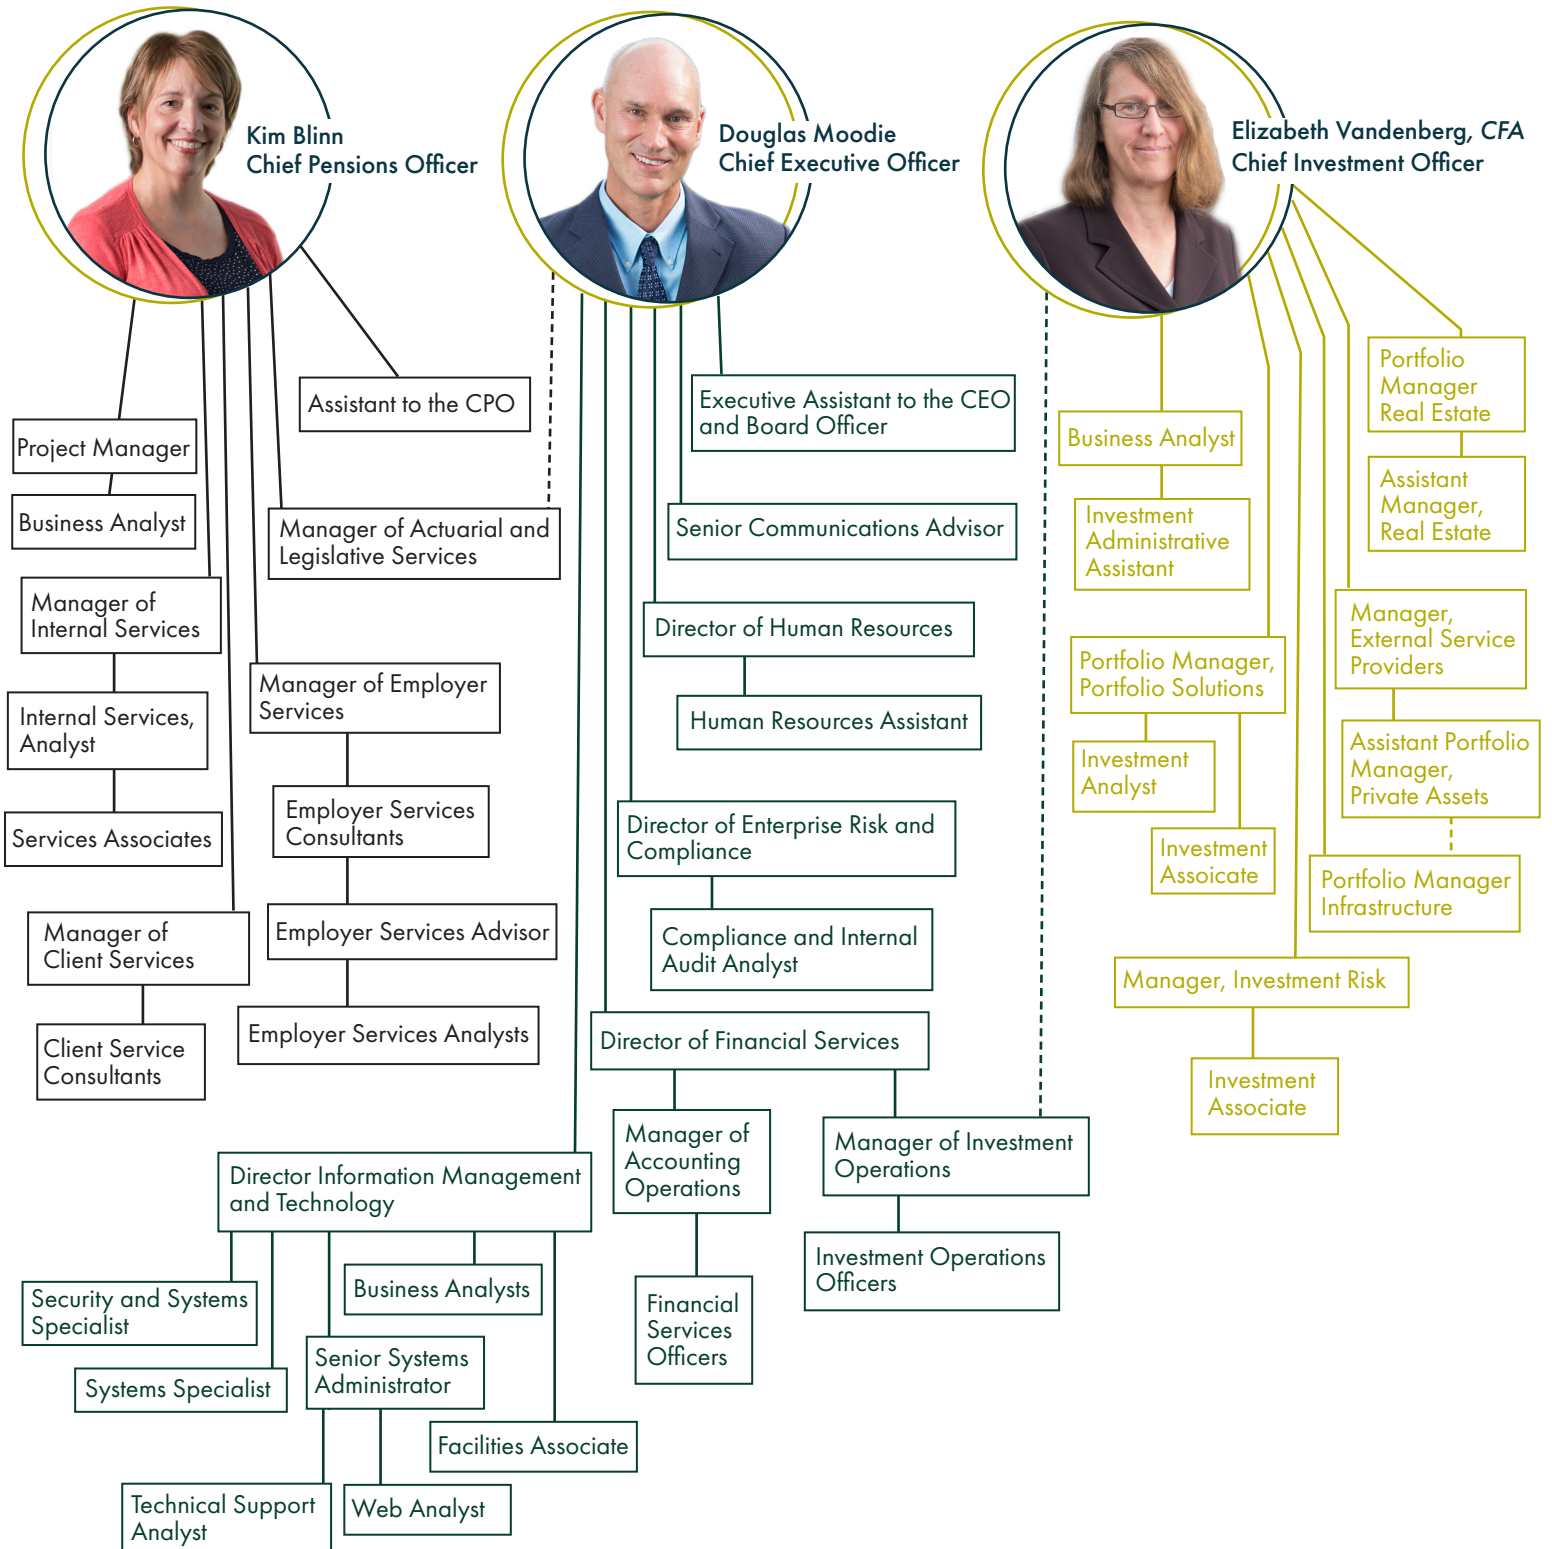 Kim Blinn
Chief Pensions Officer
Douglas Moodie
Chief Executive Officer
Elizabeth Vandenberg, CFA
Chief Investment Officer
Assistant to the CPO
Project Manager
Business Analyst
Manager of Actuarial and
Legislative Services
Manager of
Internal Services
Internal Services,
Analyst
Services Associates
Manager of Employer
Services
Employer Services
Consultants
Employer Services Advisor
Employer Services Analysts
Manager of
Client Services
Client Service
Consultants
Executive Assistant to the CEO
and Board Officer
Senior Communications Advisor
Director of Human Resources
Human Resources Assistant
Director of Enterprise Risk and
Compliance
Compliance and Internal
Audit Analyst
Director of Financial Services
Manager of
Accounting
Operations
Financial
Services
Officers
Manager of Investment
Operations
Investment Operations
Officers
Director Information Management
and Technology
Security and Systems
Specialist
Systems Specialist
Business Analysts
Senior Systems
Administrator
Facilities Associate
Technical Support
Analyst
Web Analyst
Business Analyst
Investment
Administrative
Assistant
Portfolio Manager,
Portfolio Solutions
Investment
Analyst
Investment
Assoicate
Portfolio
Manager
Real Estate
Assistant
Manager,
Real Estate
Manager,
External Service
Providers
Assistant Portfolio
Manager,
Private Assets
Portfolio Manager
Infrastructure
Manager, Investment Risk
Investment
Associate